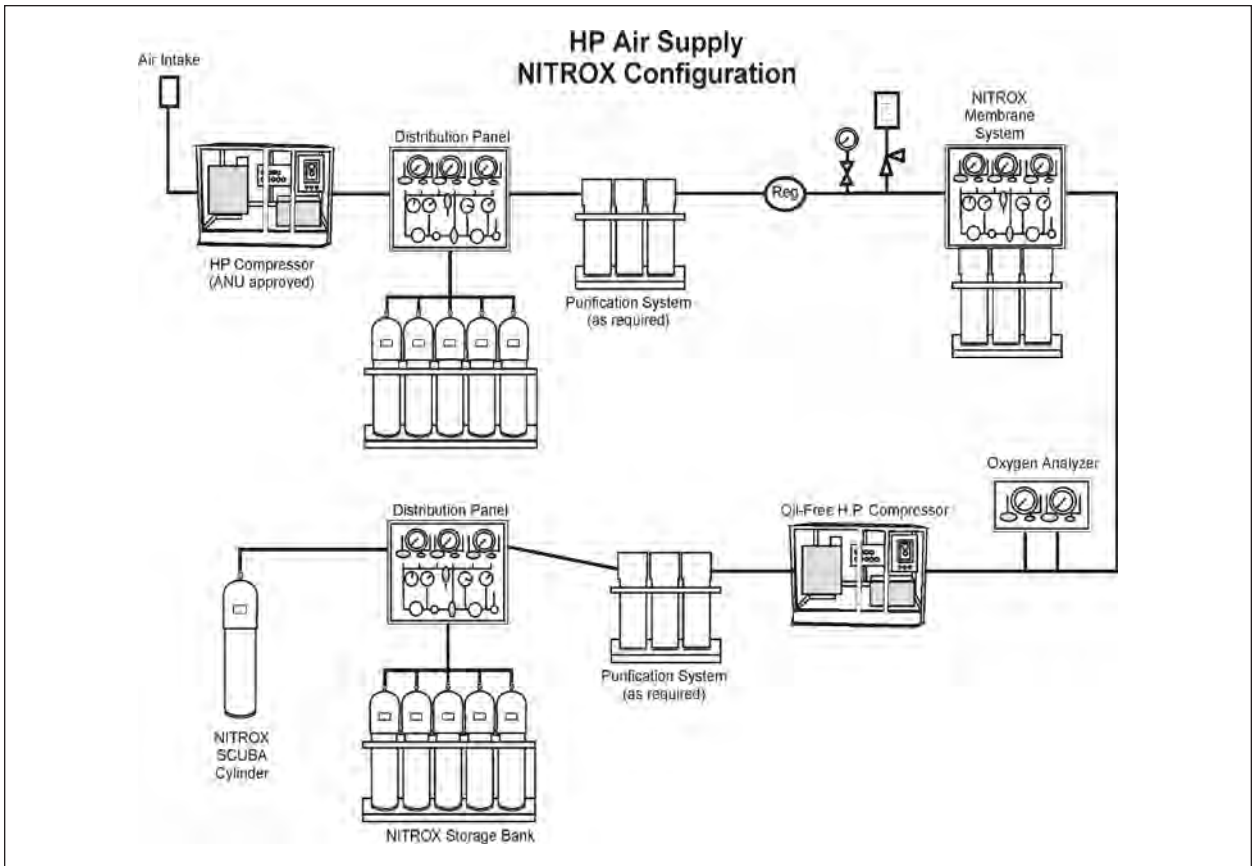 HP Air Supply
NITROX Configuration
Air Intake
HP Compressor
(ANU approved)
Distribution Panel
Purification System
(as required)
Reg
NITROX
Membrane
System
Oxygen Analyzer
Oil-Free H.P. Compressor
Purification System
(as required)
Distribution Panel
NITROX Storage Bank
NITROX
SCUBA
Cylinder